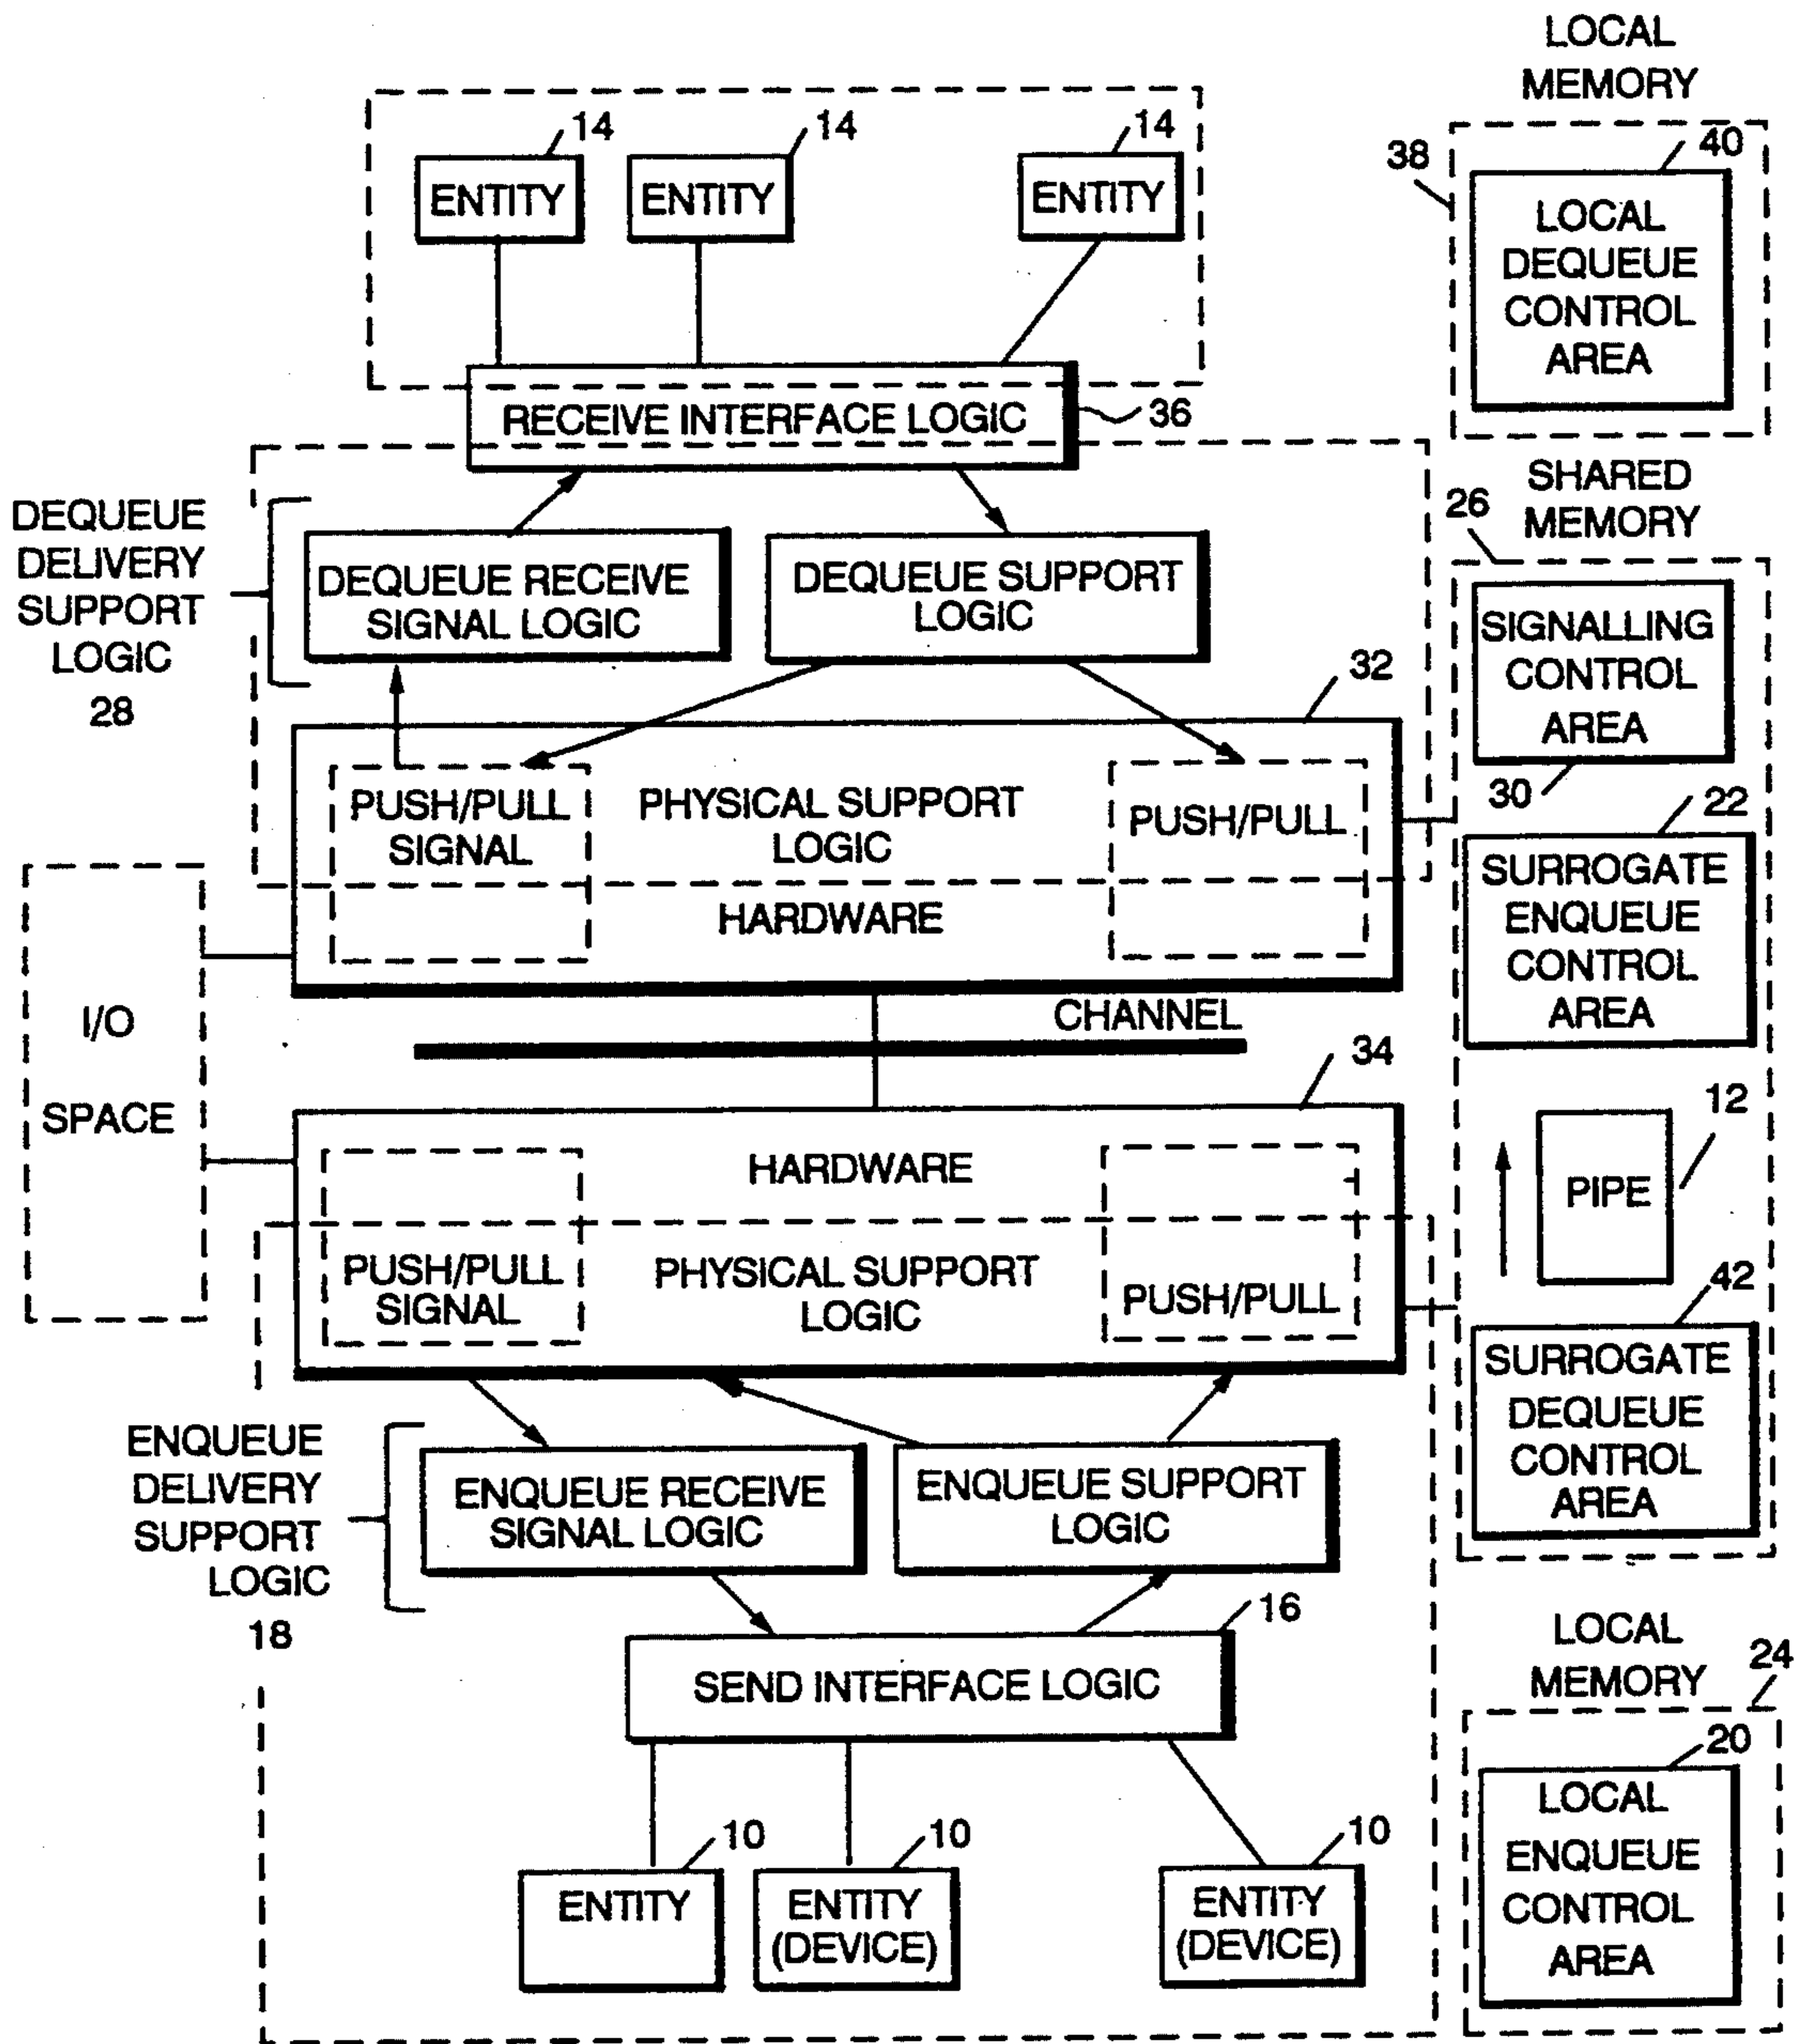 LOCAL
MEMORY
14
14
14
ENTITY
ENTITY
ENTITY
38
40
LOCAL
DEQUEUE
CONTROL
AREA
RECEIVE INTERFACE LOGIC
36
SHARED
MEMORY
26
DEQUEUE
DELIVERY
SUPPORT
LOGIC
28
DEQUEUE RECEIVE
SIGNAL LOGIC
DEQUEUE SUPPORT
LOGIC
SIGNALLING
CONTROL
AREA
30
32
PUSH/PULL
SIGNAL
PHYSICAL SUPPORT
LOGIC
PUSH/PULL
HARDWARE
22
SURROGATE
ENQUEUE
CONTROL
AREA
I/O
SPACE
CHANNEL
34
HARDWARE
PUSH/PULL
SIGNAL
PHYSICAL SUPPORT
LOGIC
PUSH/PULL
12
PIPE
42
SURROGATE
DEQUEUE
CONTROL
AREA
ENQUEUE
DELIVERY
SUPPORT
LOGIC
18
ENQUEUE RECEIVE
SIGNAL LOGIC
ENQUEUE SUPPORT
LOGIC
16
SEND INTERFACE LOGIC
LOCAL
MEMORY
24
20
LOCAL
ENQUEUE
CONTROL
AREA
10
10
10
ENTITY
ENTITY
(DEVICE)
ENTITY
(DEVICE)